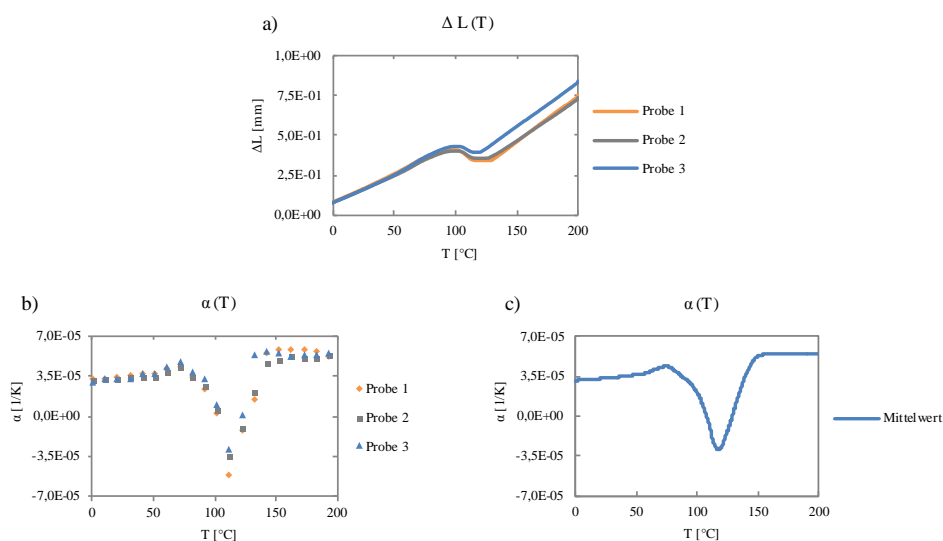 a) Δ L (T)
1,0E+00
7,5E-01
5,0E-01
2,5E-01
0,0E+00
ΔL [mm]
0 50 100 150 200
T [°C]
Probe 1
Probe 2
Probe 3
b) α (T)
7,0E-05
3,5E-05
0,0E+00
-3,5E-05
-7,0E-05
α [1/K]
0 50 100 150 200
T [°C]
Probe 1
Probe 2
Probe 3
c) α (T)
7,0E-05
3,5E-05
0,0E+00
-3,5E-05
-7,0E-05
α [1/K]
0 50 100 150 200
T [°C]
Mittelwert